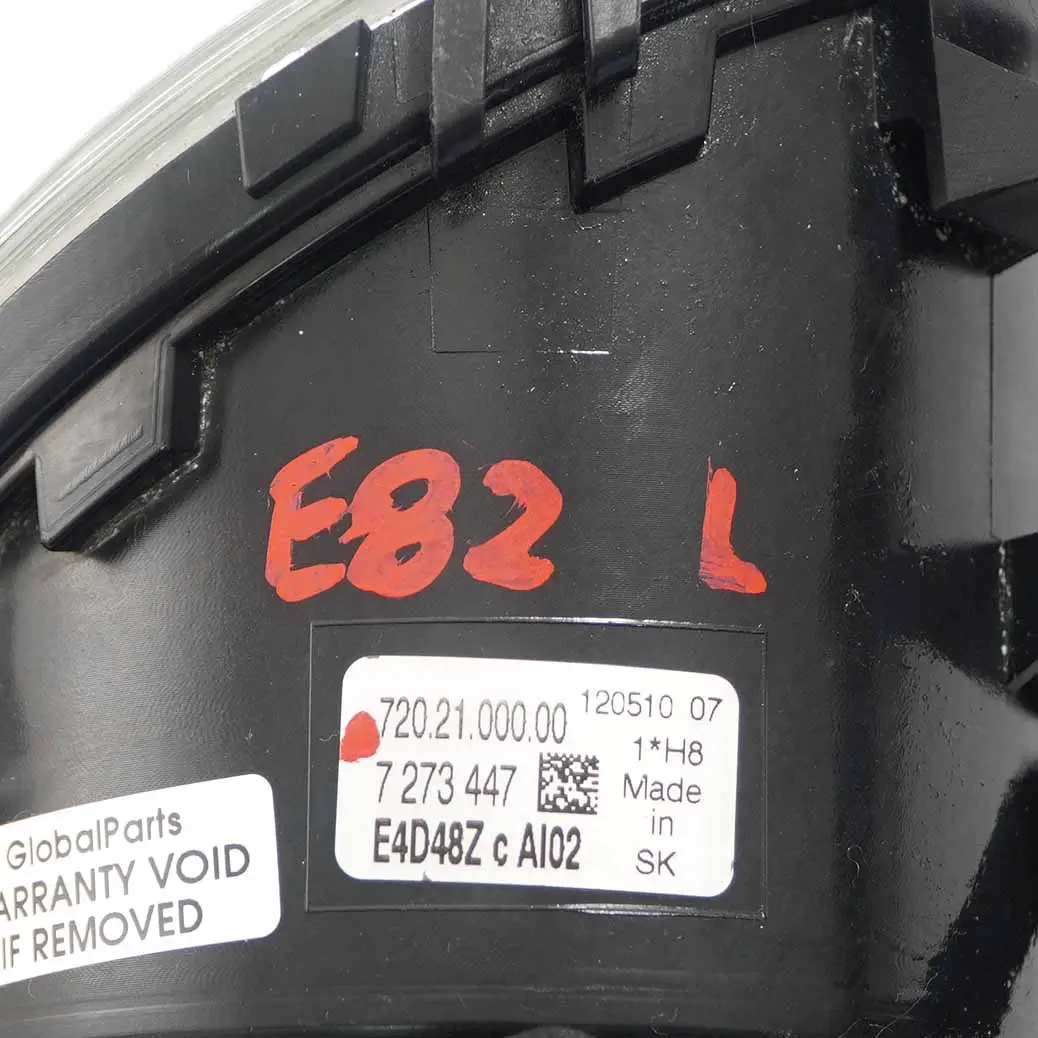 E82 L
720.21.000.00
7 273 447
E4D48Z c AI02
120510 07
1*H8
Made
in
SK
GlobalParts
ARRANTY VOID
IF REMOVED